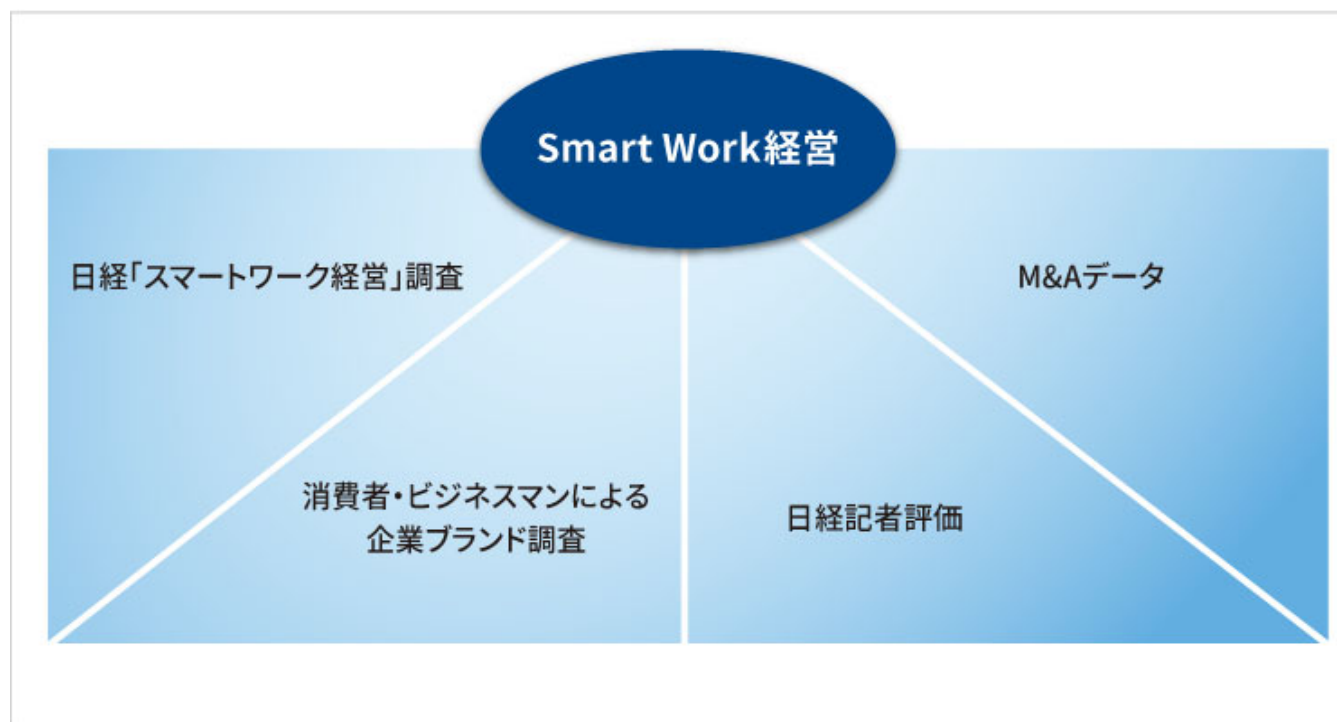 Smart Work経営
日経「スマートワーク経営」調査
M&Aデータ
消費者・ビジネスマンによる
企業ブランド調査
日経記者評価